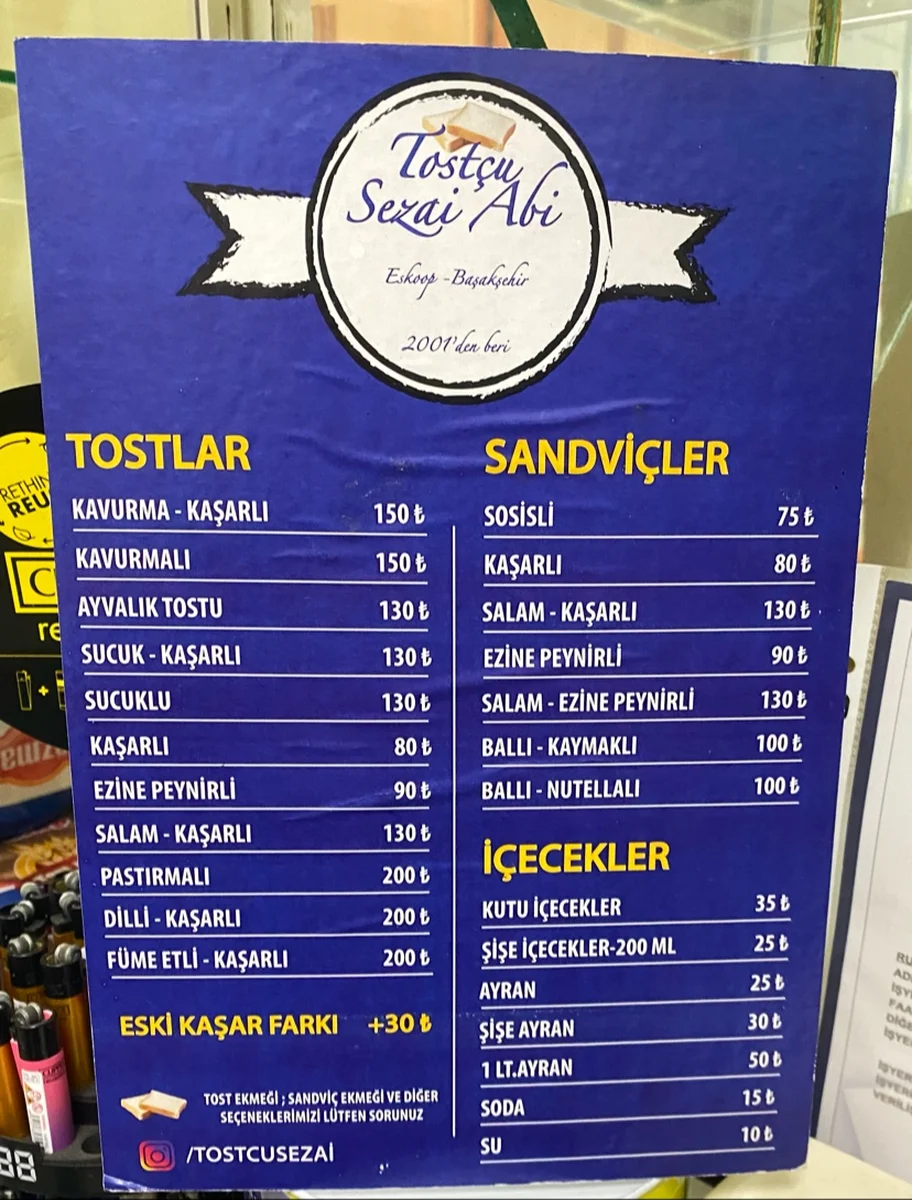 Tostçu
Sezai Abi
Eskoop - Başakşehir
2001'den beri
TOSTLAR
KAVURMA - KAŞARLI 150 ₺
KAVURMALI 150 ₺
AYVALIK TOSTU 130 ₺
SUCUK - KAŞARLI 130 ₺
SUCUKLU 130 ₺
KAŞARLI 80 ₺
EZİNE PEYNİRLİ 90 ₺
SALAM - KAŞARLI 130 ₺
PASTIRMALI 200 ₺
DİLLİ - KAŞARLI 200 ₺
FÜME ETLİ - KAŞARLI 200 ₺
ESKİ KAŞAR FARKI +30 ₺
TOST EKMEĞİ ; SANDVİÇ EKMEĞİ VE DİĞER
SEÇENEKLERİMİZİ LÜTFEN SORUNUZ
/TOSTCUSEZAİ
SANDVİÇLER
SOSİSLİ 75 ₺
KAŞARLI 80 ₺
SALAM - KAŞARLI 130 ₺
EZİNE PEYNİRLİ 90 ₺
SALAM - EZİNE PEYNİRLİ 130 ₺
BALLI - KAYMAKLI 100 ₺
BALLI - NUTELLALI 100 ₺
İÇECEKLER
KUTU İÇECEKLER 35 ₺
ŞİŞE İÇECEKLER-200 ML 25 ₺
AYRAN 25 ₺
ŞİŞE AYRAN 30 ₺
1 LT.AYRAN 50 ₺
SODA 15 ₺
SU 10 ₺